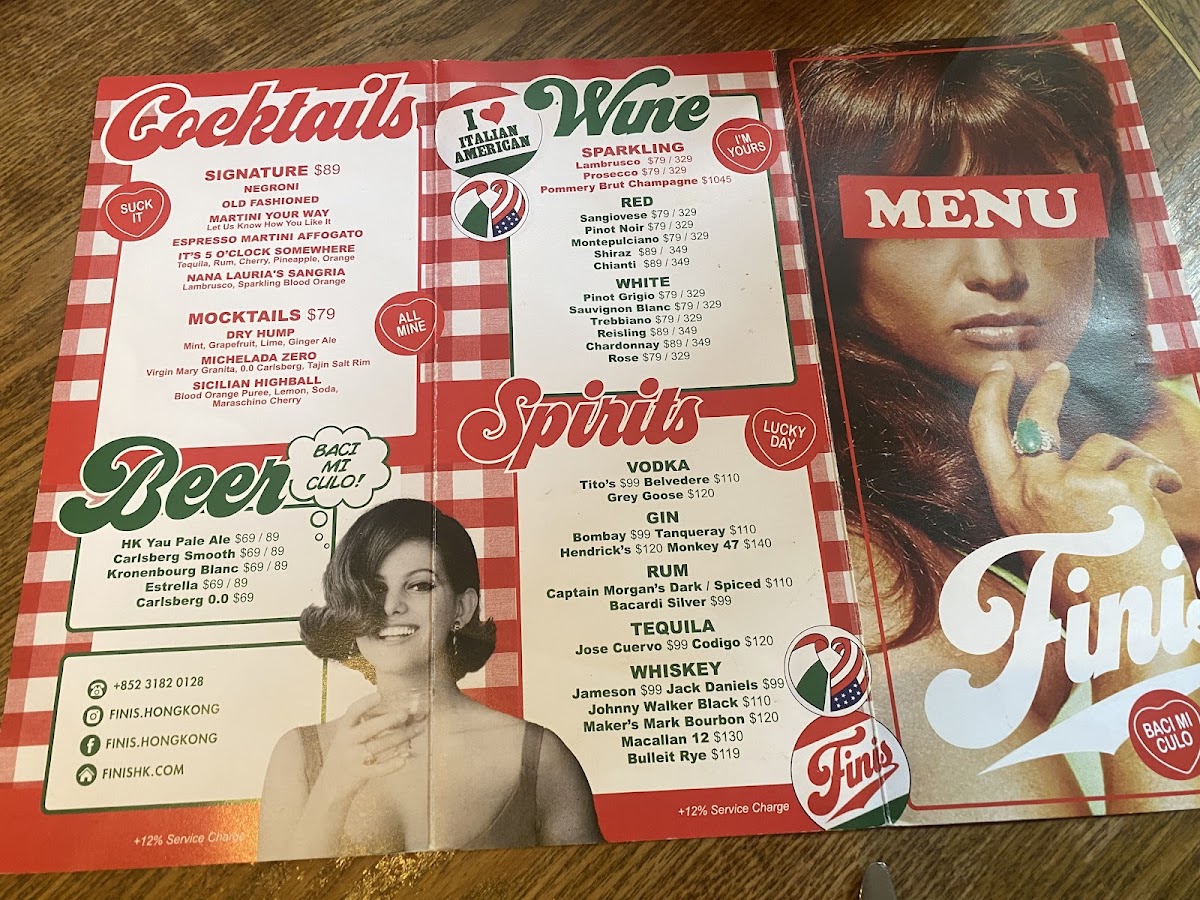 Cocktails
SIGNATURE $89
NEGRONI
OLD FASHIONED
MARTINI YOUR WAY
Let Us Know How You Like It
ESPRESSO MARTINI AFFOGATO
IT'S 5 O'CLOCK SOMEWHERE
Tequila, Rum, Cherry, Pineapple, Orange
NANA LAURIA'S SANGRIA
Lambrusco, Sparkling Blood Orange
SUCK
IT
MOCKTAILS $79
DRY HUMP
Mint, Grapefruit, Lime, Ginger Ale
MICHELADA ZERO
Virgin Mary Granita, 0.0 Carlsberg, Tajin Salt Rim
SICILIAN HIGHBALL
Blood Orange Puree, Lemon, Soda,
Maraschino Cherry
ALL
MINE
Beer
BACI
MI
CULO!
HK Yau Pale Ale $69 / 89
Carlsberg Smooth $69 / 89
Kronenbourg Blanc $69 / 89
Estrella $69 / 89
Carlsberg 0.0 $69
+852 3182 0128
FINIS.HONGKONG
FINIS.HONGKONG
FINISHK.COM
+12% Service Charge
I
ITALIAN
AMERICAN
Wine
I'M
YOURS
SPARKLING
Lambrusco $79 / 329
Prosecco $79 / 329
Pommery Brut Champagne $1045
RED
Sangiovese $79 / 329
Pinot Noir $79 / 329
Montepulciano $79 / 329
Shiraz $89 / 349
Chianti $89 / 349
WHITE
Pinot Grigio $79 / 329
Sauvignon Blanc $79 / 329
Trebbiano $79 / 329
Reisling $89 / 349
Chardonnay $89 / 349
Rose $79 / 329
Spirits
LUCKY
DAY
VODKA
Tito's $99 Belvedere $110
Grey Goose $120
GIN
Bombay $99 Tanqueray $110
Hendrick's $120 Monkey 47 $140
RUM
Captain Morgan's Dark / Spiced $110
Bacardi Silver $99
TEQUILA
Jose Cuervo $99 Codigo $120
WHISKEY
Jameson $99 Jack Daniels $99
Johnny Walker Black $110
Maker's Mark Bourbon $120
Macallan 12 $130
Bulleit Rye $119
Finis
+12% Service Charge
MENU
Finis
BACI MI
CULO